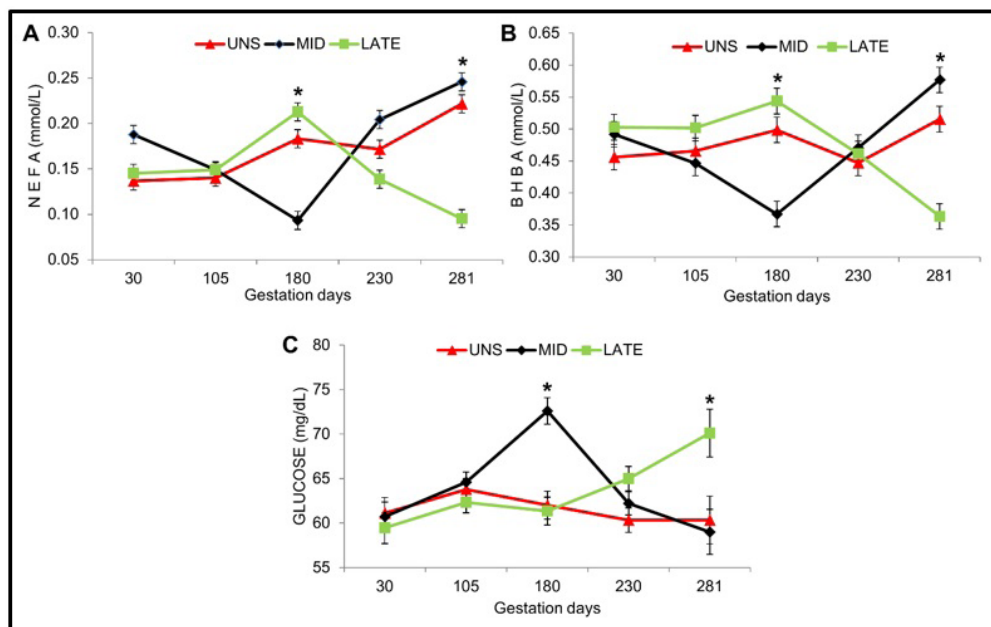 A
UNS MID LATE
*
*
N E F A (mmol/L)
0.30
0.25
0.20
0.15
0.10
0.05
30 105 180 230 281
Gestation days
B
UNS MID LATE
*
*
B H B A (mmol/L)
0.65
0.60
0.55
0.50
0.45
0.40
0.35
0.30
30 105 180 230 281
Gestation days
C
UNS MID LATE
*
*
GLUCOSE (mg/dL)
80
75
70
65
60
55
30 105 180 230 281
Gestation days